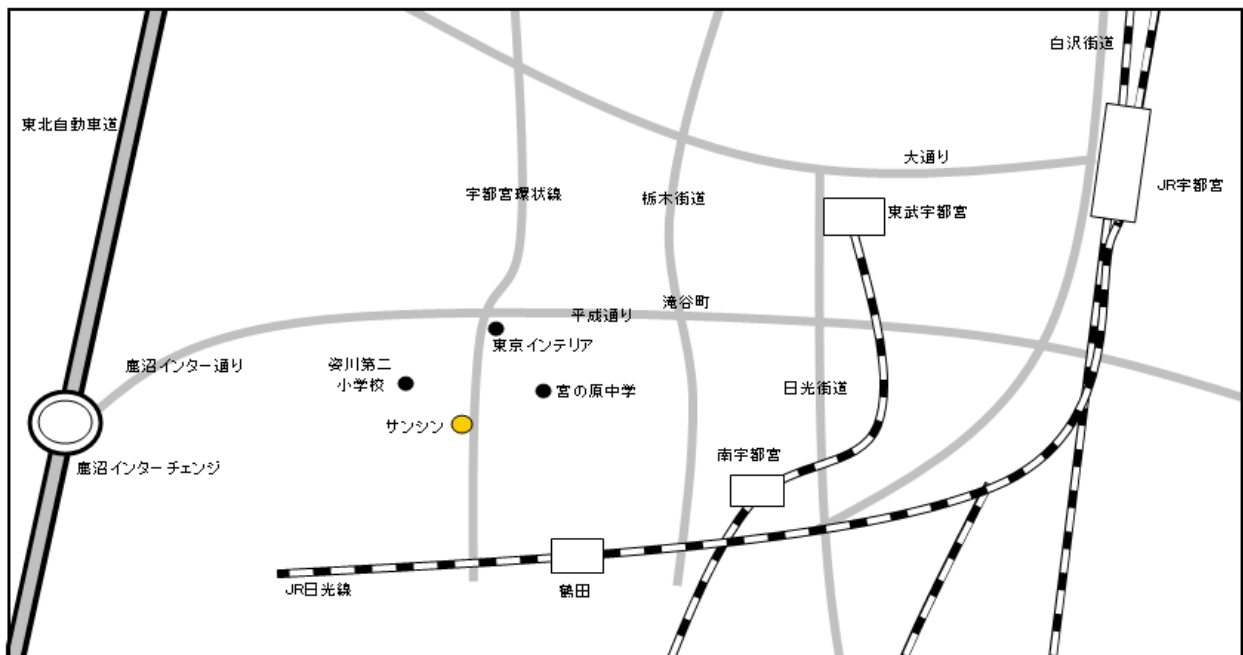 白沢街道
東北自動車道
大通り
JR宇都宮
宇都宮環状線
栃木街道
東武宇都宮
滝谷町
平成通り
東京インテリア
鹿沼インター通り
姿川第二
小学校
宮の原中学
日光街道
サンシン
南宇都宮
鹿沼インターチェンジ
JR日光線
鶴田